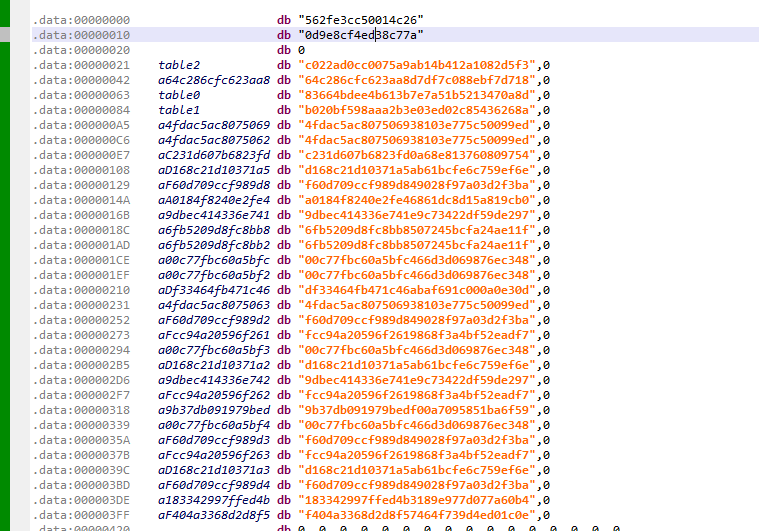 .data:00000000 db "562fe3cc50014c26"
.data:00000010 db "0d9e8cf4ed38c77a"
.data:00000020 db 0
.data:00000021 table2 db "c022ad0cc0075a9ab14b412a1082d5f3",0
.data:00000042 a64c286cfc623aa8 db "64c286cfc623aa8d7df7c088ebf7d718",0
.data:00000063 table0 db "83664bdee4b613b7e7a51b5213470a8d",0
.data:00000084 table1 db "b020bf598aaa2b3e03ed02c85436268a",0
.data:000000A5 a4fdac5ac8075069 db "4fdac5ac807506938103e775c50099ed",0
.data:000000C6 a4fdac5ac8075062 db "4fdac5ac807506938103e775c50099ed",0
.data:000000E7 aC231d607b6823fd db "c231d607b6823fd0a68e813760809754",0
.data:00000108 aD168c21d10371a5 db "d168c21d10371a5ab61bcfe6c759ef6e",0
.data:00000129 aF60d709ccf989d8 db "f60d709ccf989d849028f97a03d2f3ba",0
.data:0000014A aA0184f8240e2fe4 db "a0184f8240e2fe46861dc8d15a819cb0",0
.data:0000016B a9dbec414336e741 db "9dbec414336e741e9c73422df59de297",0
.data:0000018C a6fb5209d8fc8bb8 db "6fb5209d8fc8bb8507245bcfa24ae11f",0
.data:000001AD a6fb5209d8fc8bb2 db "6fb5209d8fc8bb8507245bcfa24ae11f",0
.data:000001CE a00c77fbc60a5bfc db "00c77fbc60a5bfc466d3d069876ec348",0
.data:000001EF a00c77fbc60a5bf2 db "00c77fbc60a5bfc466d3d069876ec348",0
.data:00000210 aDf33464fb471c46 db "df33464fb471c46abaf691c000a0e30d",0
.data:00000231 a4fdac5ac8075063 db "4fdac5ac807506938103e775c50099ed",0
.data:00000252 aF60d709ccf989d2 db "f60d709ccf989d849028f97a03d2f3ba",0
.data:00000273 aFcc94a20596f261 db "fcc94a20596f2619868f3a4bf52eadf7",0
.data:00000294 a00c77fbc60a5bf3 db "00c77fbc60a5bfc466d3d069876ec348",0
.data:000002B5 aD168c21d10371a2 db "d168c21d10371a5ab61bcfe6c759ef6e",0
.data:000002D6 a9dbec414336e742 db "9dbec414336e741e9c73422df59de297",0
.data:000002F7 aFcc94a20596f262 db "fcc94a20596f2619868f3a4bf52eadf7",0
.data:00000318 a9b37db091979bed db "9b37db091979bedf00a7095851ba6f59",0
.data:00000339 a00c77fbc60a5bf4 db "00c77fbc60a5bfc466d3d069876ec348",0
.data:0000035A aF60d709ccf989d3 db "f60d709ccf989d849028f97a03d2f3ba",0
.data:0000037B aFcc94a20596f263 db "fcc94a20596f2619868f3a4bf52eadf7",0
.data:0000039C aD168c21d10371a3 db "d168c21d10371a5ab61bcfe6c759ef6e",0
.data:000003BD aF60d709ccf989d4 db "f60d709ccf989d849028f97a03d2f3ba",0
.data:000003DE a183342997ffed4b db "183342997ffed4b3189e977d077a60b4",0
.data:000003FF aF404a3368d2d8f5 db "f404a3368d2d8f57464f739d4ed01c0e",0
.data:00000420